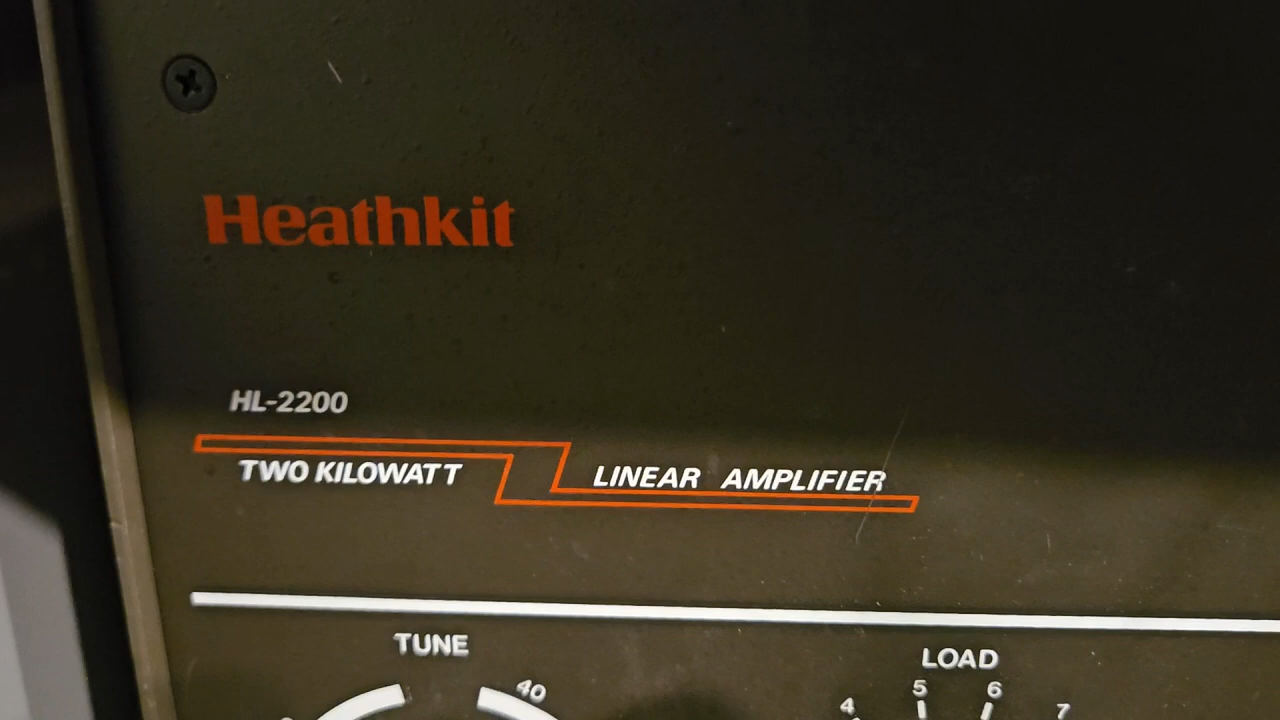 Heathkit
HL-2200
TWO KILOWATT LINEAR AMPLIFIER
TUNE LOAD
40 4 5 6 7